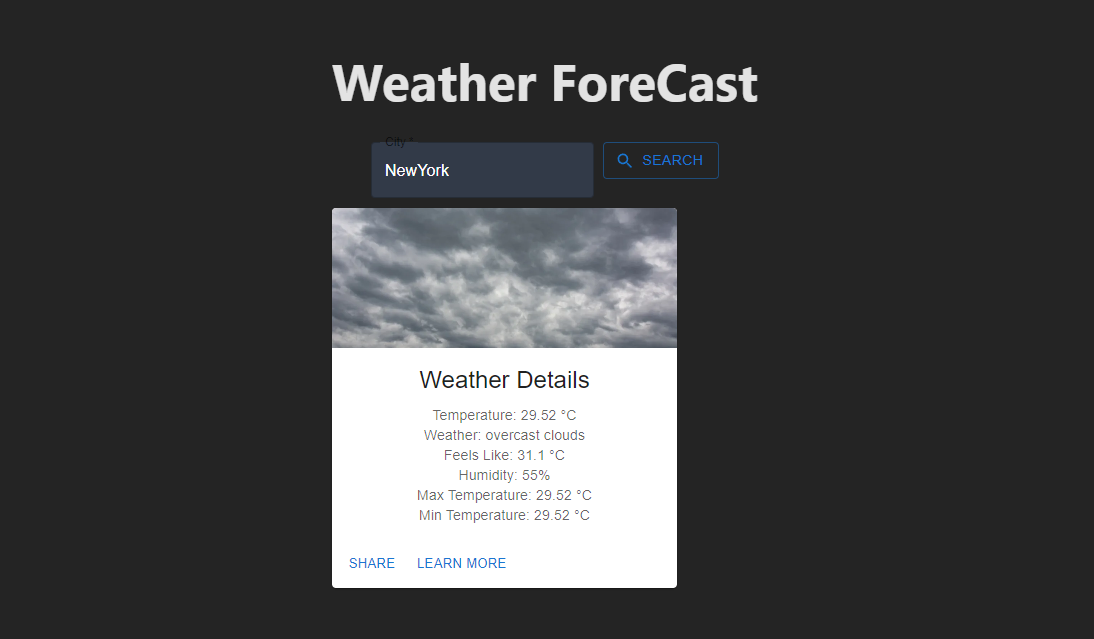 Weather ForeCast
City *
NewYork
SEARCH
Weather Details
Temperature: 29.52 °C
Weather: overcast clouds
Feels Like: 31.1 °C
Humidity: 55%
Max Temperature: 29.52 °C
Min Temperature: 29.52 °C
SHARE LEARN MORE